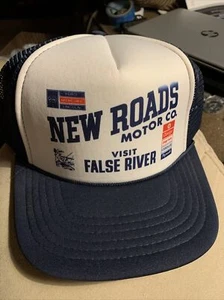 NEW ROADS
MOTOR CO.
VISIT
FALSE RIVER